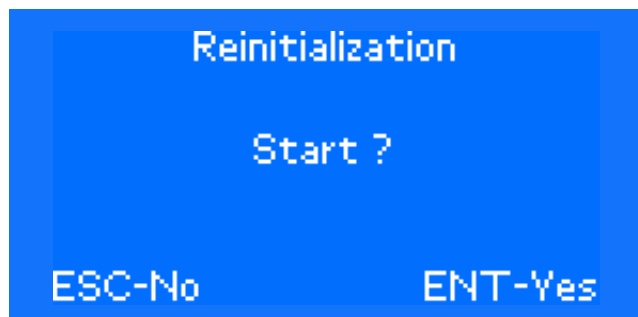 Reinitialization
Start ?
ESC-No ENT-Yes